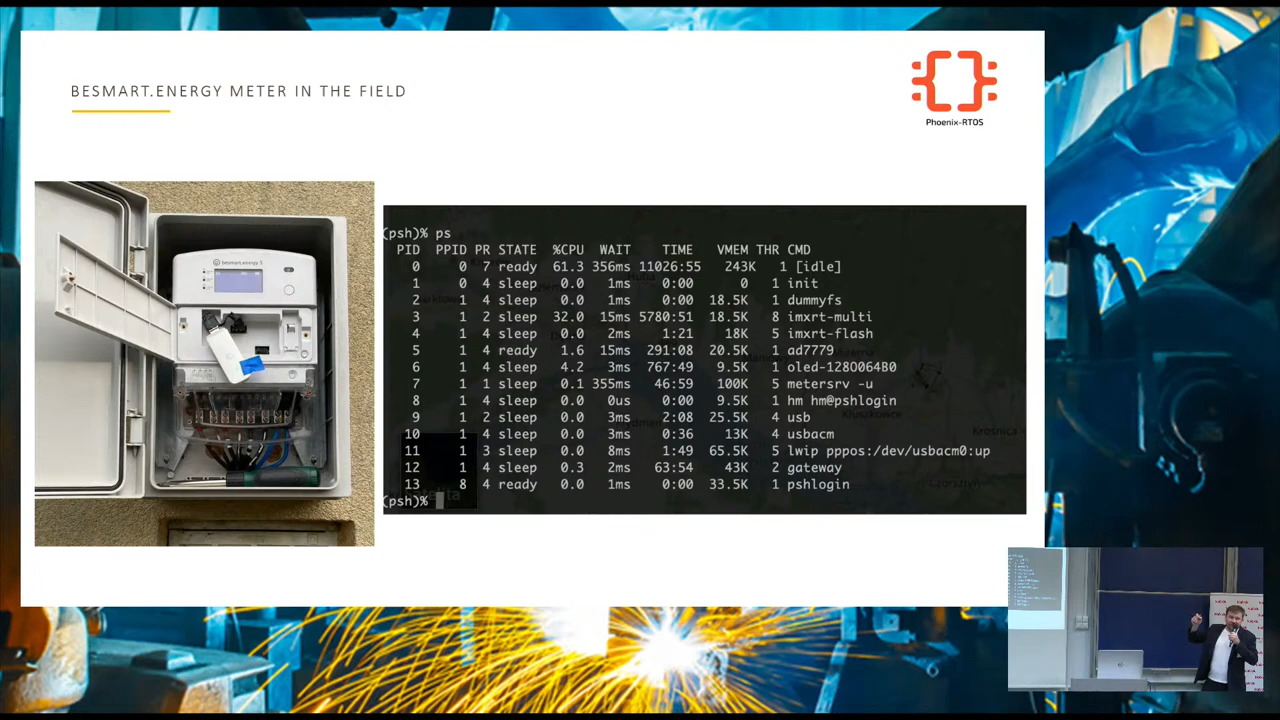 BESMART.ENERGY METER IN THE FIELD
Phoenix-RTOS
besmart.energy
(psh)% ps
PID PPID PR STATE %CPU WAIT TIME VMEM THR CMD
0 0 7 ready 61.3 356ms 11026:55 243K 1 [idle]
1 0 4 sleep 0.0 1ms 0:00 0 1 init
2 1 4 sleep 0.0 1ms 0:00 18.5K 1 dummyfs
3 1 2 sleep 32.0 15ms 5780:51 18.5K 8 imxrt-multi
4 1 4 sleep 0.0 2ms 1:21 18K 5 imxrt-flash
5 1 4 ready 1.6 15ms 291:08 20.5K 1 ad7779
6 1 4 sleep 4.2 3ms 767:49 9.5K 1 oled-128O064B0
7 1 1 sleep 0.1 355ms 46:59 100K 5 metersrv -u
8 1 4 sleep 0.0 0us 0:00 9.5K 1 hm hm@pshlogin
9 1 2 sleep 0.0 3ms 2:08 25.5K 4 usb
10 1 4 sleep 0.0 3ms 0:36 13K 4 usbacm
11 1 3 sleep 0.0 8ms 1:49 65.5K 5 lwip pppos:/dev/usbacm0:up
12 1 4 sleep 0.3 2ms 63:54 43K 2 gateway
13 8 4 ready 0.0 1ms 0:00 33.5K 1 pshlogin
(psh)%